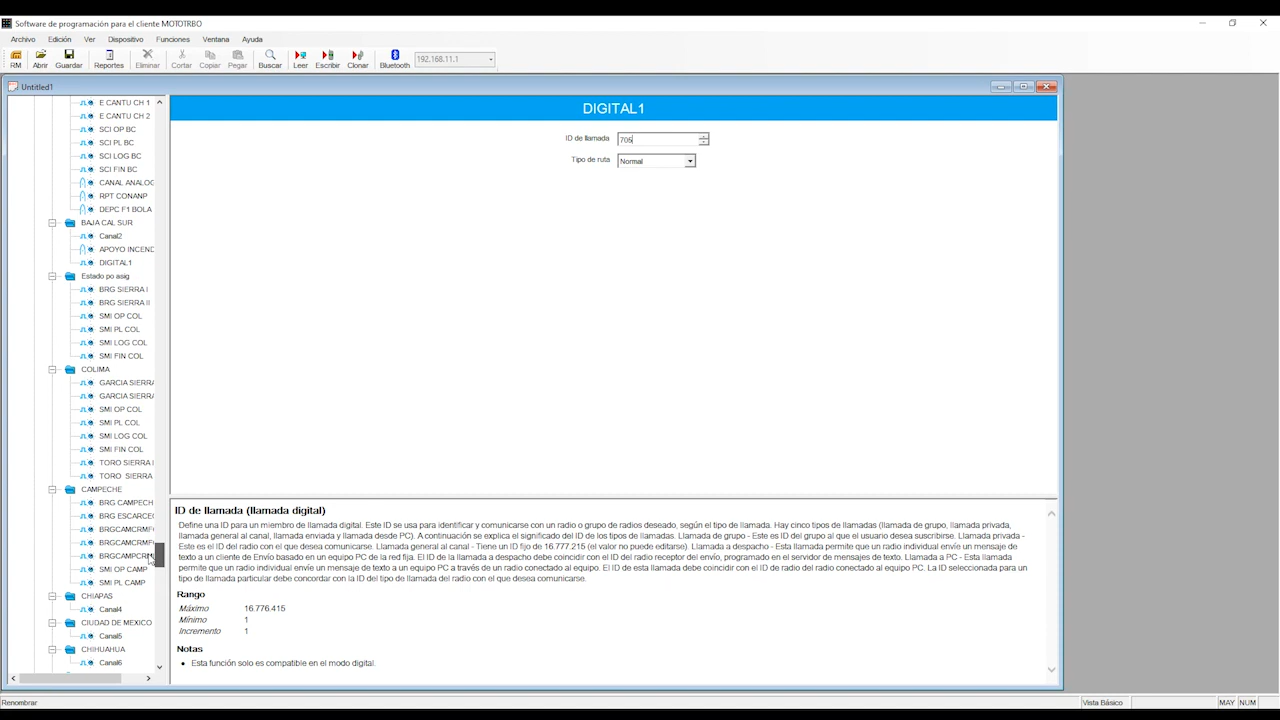 Software de programación para el cliente MOTOTRBO
Archivo Edición Ver Dispositivo Funciones Ventana Ayuda
RM Abrir Guardar Reportes Eliminar Cortar Copiar Pegar Buscar Leer Escribir Clonar Bluetooth 192.168.11.1
Untitled1
E CANTU CH 1
E CANTU CH 2
SCI OP BC
SCI PL BC
SCI LOG BC
SCI FIN BC
CANAL ANALOG
RPT CONANP
DEPC F1 BOLA
BAJA CAL SUR
Canal2
APOYO INCEND
DIGITAL1
Estado po asig
BRG SIERRA I
BRG SIERRA II
SMI OP COL
SMI PL COL
SMI LOG COL
SMI FIN COL
COLIMA
GARCIA SIERRA
GARCIA SIERRA
SMI OP COL
SMI PL COL
SMI LOG COL
SMI FIN COL
TORO SIERRA I
TORO SIERRA
CAMPECHE
BRG CAMPECH
BRG ESCARCEG
BRGCAMCRMF
BRGCAMCRMF
BRGCAMPCRM
SMI OP CAMP
SMI PL CAMP
CHIAPAS
Canal4
CIUDAD DE MEXICO
Canal5
CHIHUAHUA
Canal6
DIGITAL1
ID de llamada 705
Tipo de ruta Normal
ID de llamada (llamada digital)
Define una ID para un miembro de llamada digital. Este ID se usa para identificar y comunicarse con un radio o grupo de radios deseado, según el tipo de llamada. Hay cinco tipos de llamadas (llamada de grupo, llamada privada,
llamada general al canal, llamada enviada y llamada desde PC). A continuación se explica el significado del ID de los tipos de llamadas. Llamada de grupo - Este es el ID del grupo al que el usuario desea suscribirse. Llamada privada -
Este es el ID del radio con el que desea comunicarse. Llamada general al canal - Tiene un ID fijo de 16.777.215 (el valor no puede editarse). Llamada a despacho - Esta llamada permite que un radio individual envíe un mensaje de
texto a un cliente de Envío basado en un equipo PC de la red fija. El ID de la llamada a despacho debe coincidir con el ID del radio receptor del envío, programado en el servidor de mensajes de texto. Llamada a PC - Esta llamada
permite que un radio individual envíe un mensaje de texto a un equipo PC a través de un radio conectado al equipo. El ID de esta llamada debe coincidir con el ID de radio del radio conectado al equipo PC. La ID seleccionada para un
tipo de llamada particular debe concordar con la ID del tipo de llamada del radio con el que desea comunicarse.
Rango
Máximo 16.776.415
Mínimo 1
Incremento 1
Notas
• Esta función solo es compatible en el modo digital.
Renombrar Vista Básico MAY NUM